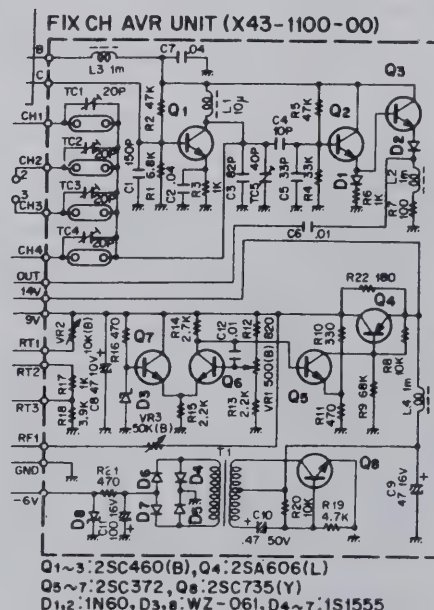 FIX CH AVR UNIT (X43-1100-00)
B
C7 .04
L3 1m
C
TC1 20P
R2 47K
Q1
L1 10μ
R5 47K
Q2
Q3
C4 10P
CH1
TC2 20P
C1 150P
R1 6.8K
C2 .04
R3 1K
C3 82P
TC5 40P
C5 33P
R4 33K
D1
R6 1K
D2
L2 1m
R7 100
CH2
2
TC3 20P
3
CH3
TC4 20P
C6 .01
CH4
OUT
14V
R22 180
9V
VR2 10K(B)
R16 470
Q7
R14 2.7K
C12 .01
R12 820
R10 330
Q4
R8 10K
RT1
RT2
R17 1K
C8 47 10V
Q6
VR1 500(B)
Q5
R9 68K
L4 1m
R18 3.9K
RT3
D3
R15 2.2K
R13 2.2K
R11 470
VR3 50K(B)
RF1
T1
GND
D6
D4
Q8
R21 470
-6V
D7
D5
R20 10K
R19 4.7K
C9 47 16V
D8
C11 100 16V
C10 .47 50V
Q1~3:2SC460(B),Q4:2SA606(L)
Q5~7:2SC372,Q8:2SC735(Y)
D1,2:1N60,D3,8:WZ-061,D4~7:1S1555